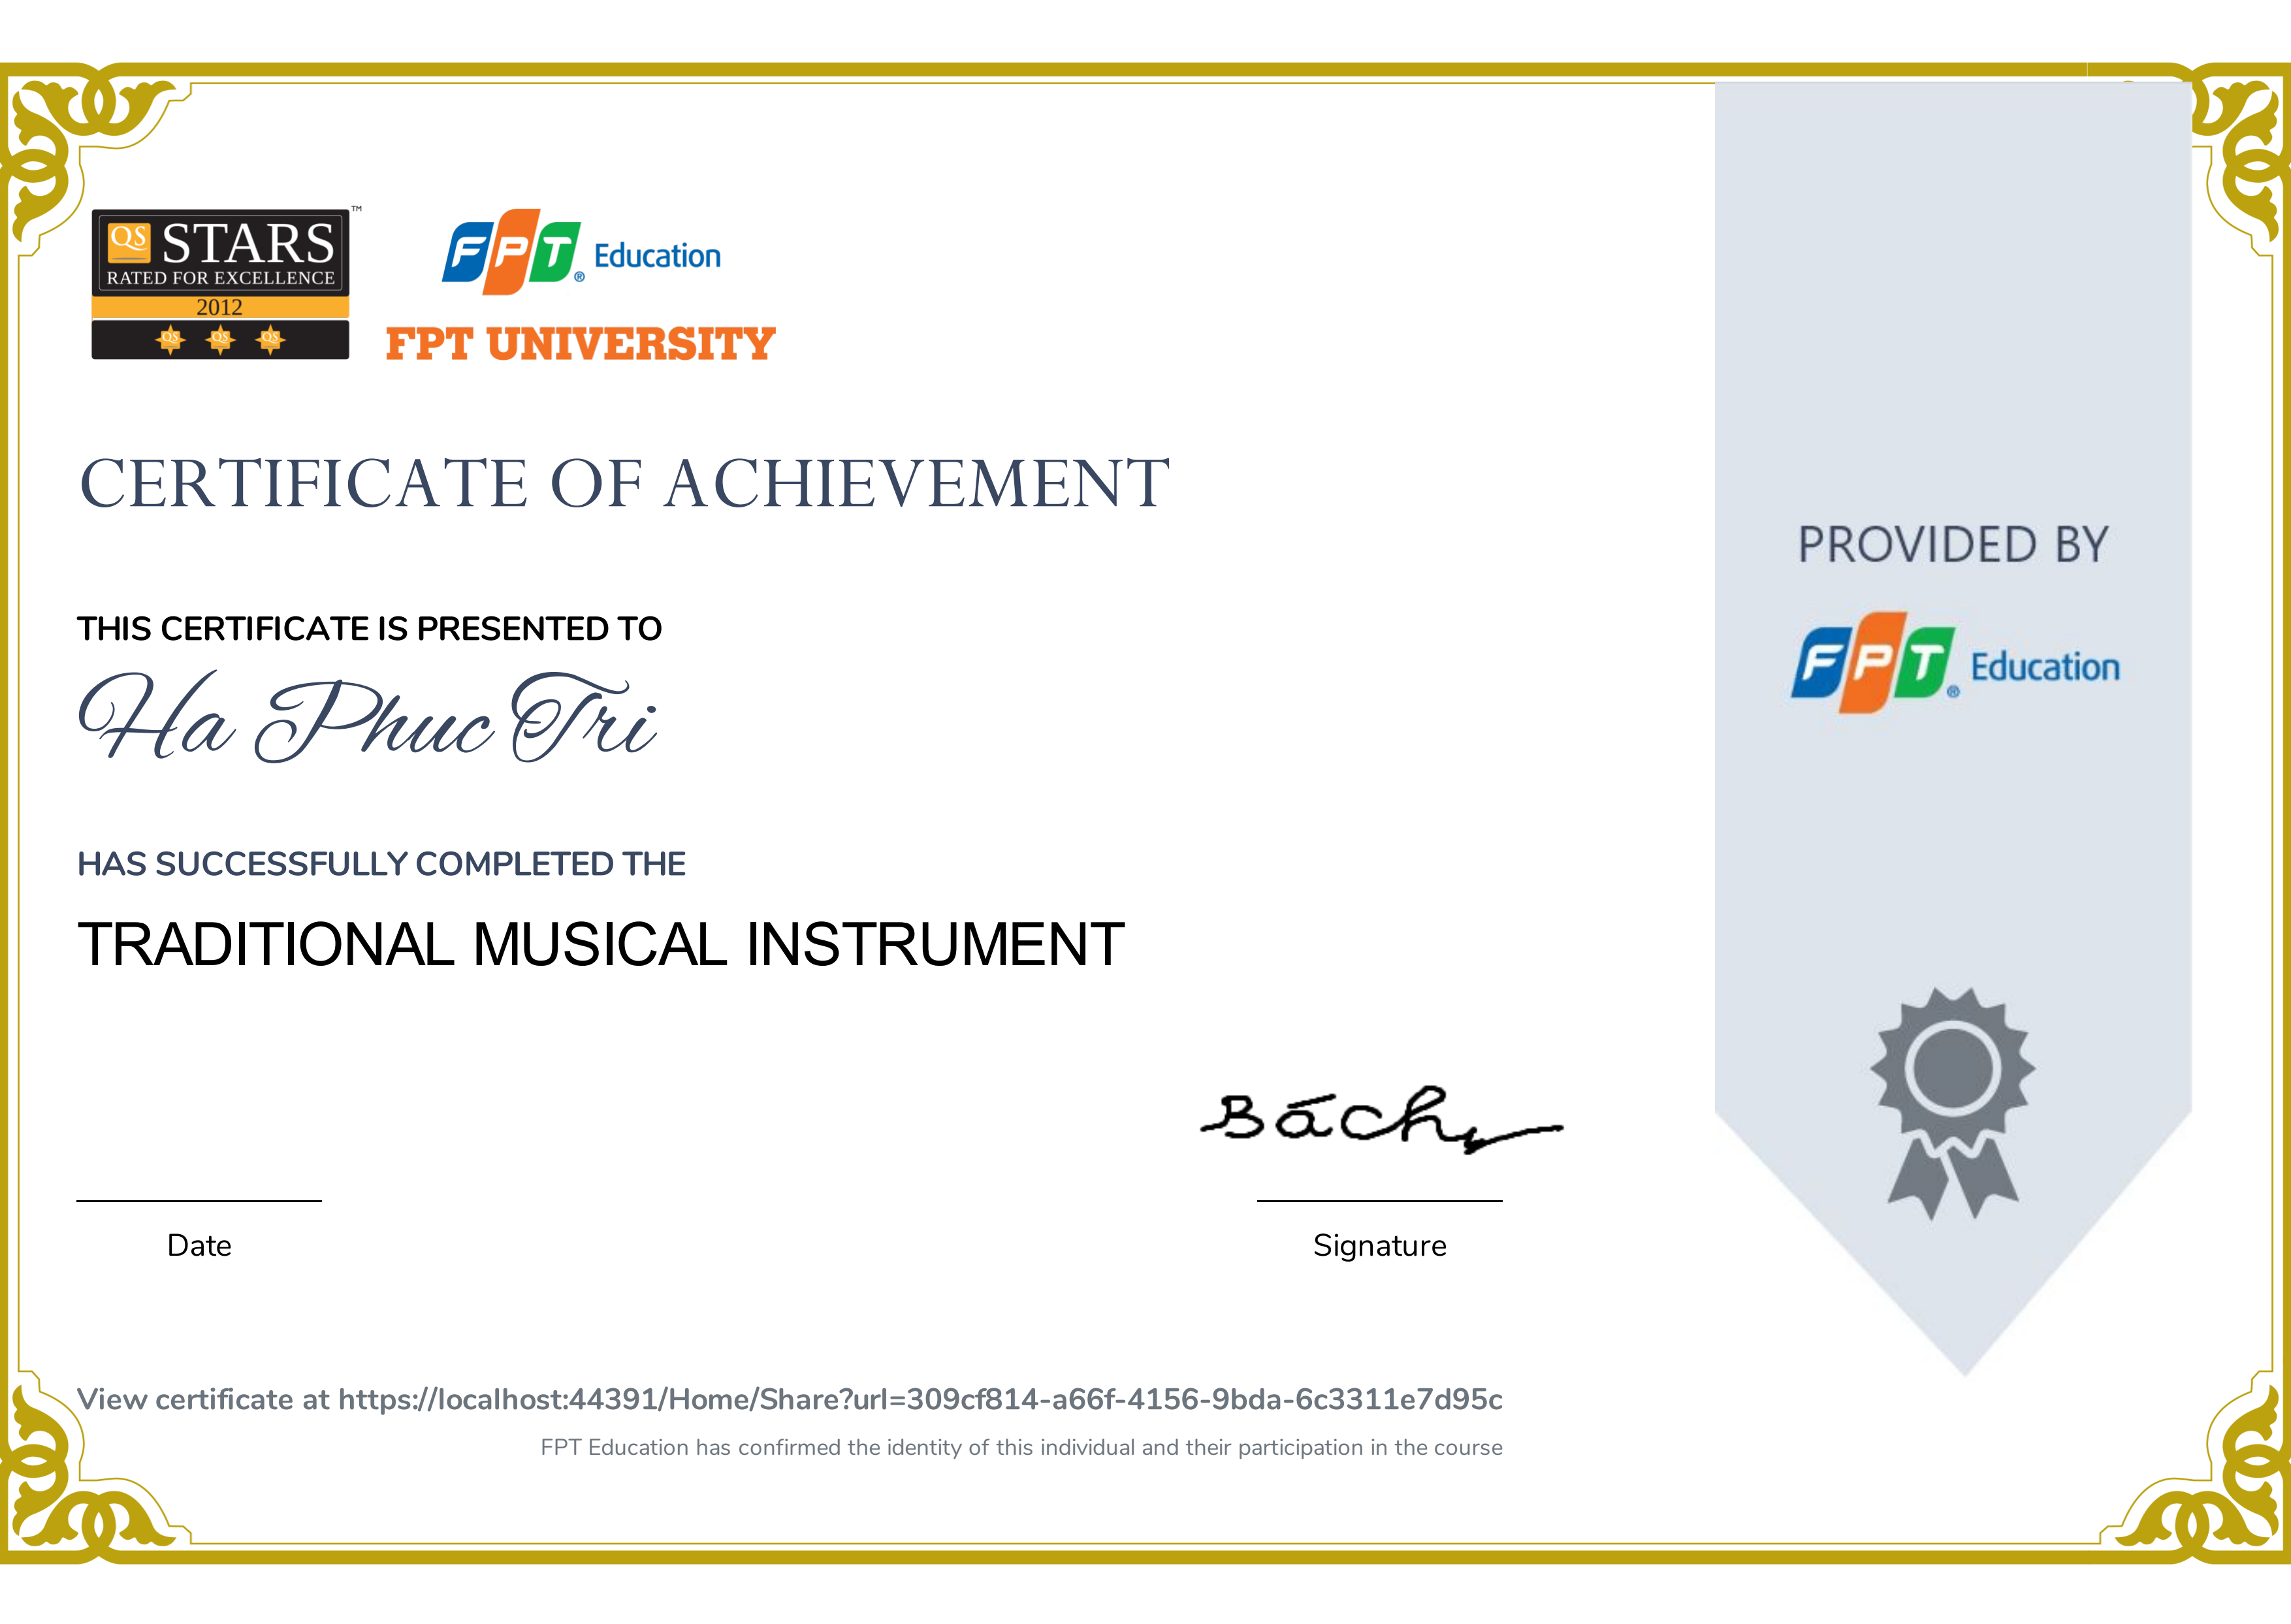 QS STARS™
RATED FOR EXCELLENCE
2012
QS QS QS
FPT® Education
FPT UNIVERSITY
CERTIFICATE OF ACHIEVEMENT
THIS CERTIFICATE IS PRESENTED TO
Ha Phuc Tri
HAS SUCCESSFULLY COMPLETED THE
TRADITIONAL MUSICAL INSTRUMENT
Bách
Date
Signature
View certificate at https://localhost:44391/Home/Share?url=309cf814-a66f-4156-9bda-6c3311e7d95c
FPT Education has confirmed the identity of this individual and their participation in the course
PROVIDED BY
FPT® Education